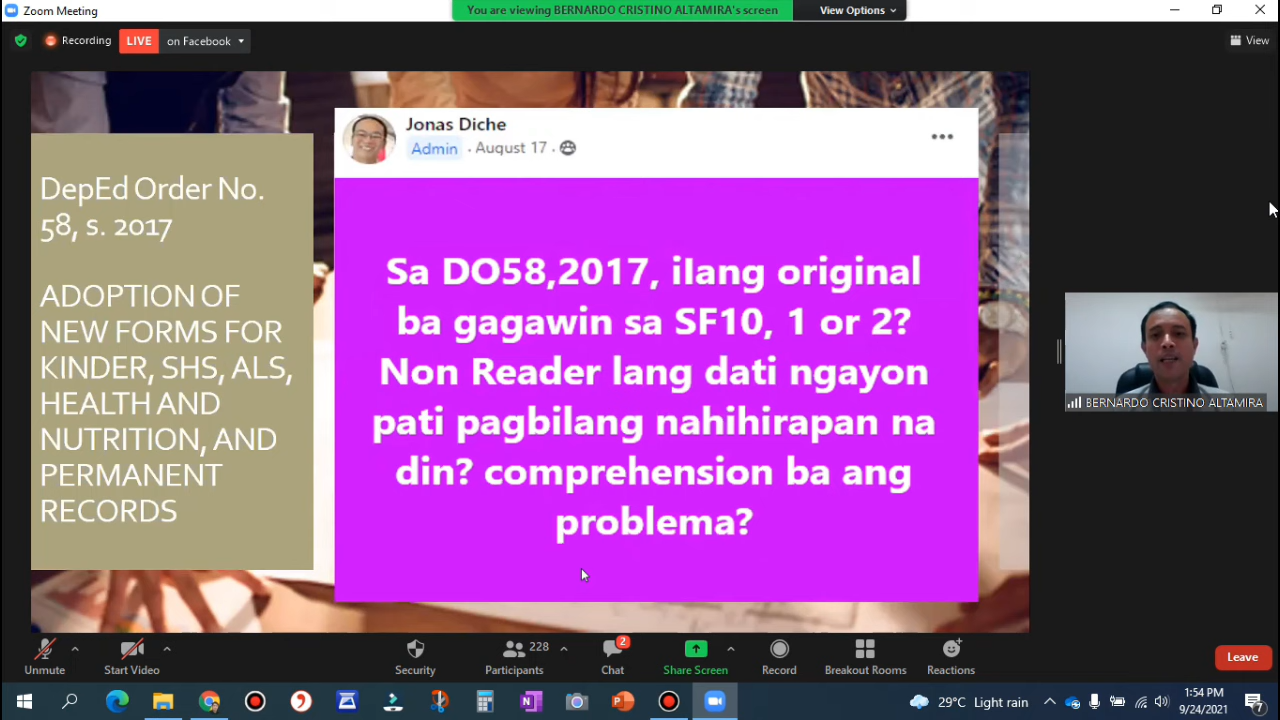 Zoom Meeting
You are viewing BERNARDO CRISTINO ALTAMIRA's screen
View Options
Recording
LIVE
on Facebook
View
DepEd Order No.
58, s. 2017
ADOPTION OF
NEW FORMS FOR
KINDER, SHS, ALS,
HEALTH AND
NUTRITION, AND
PERMANENT
RECORDS
Jonas Diche
Admin · August 17 ·
Sa DO58,2017, ilang original
ba gagawin sa SF10, 1 or 2?
Non Reader lang dati ngayon
pati pagbilang nahihirapan na
din? comprehension ba ang
problema?
BERNARDO CRISTINO ALTAMIRA
Unmute
Start Video
Security
Participants
228
Chat
2
Share Screen
Record
Breakout Rooms
Reactions
Leave
29°C Light rain
1:54 PM
9/24/2021
7